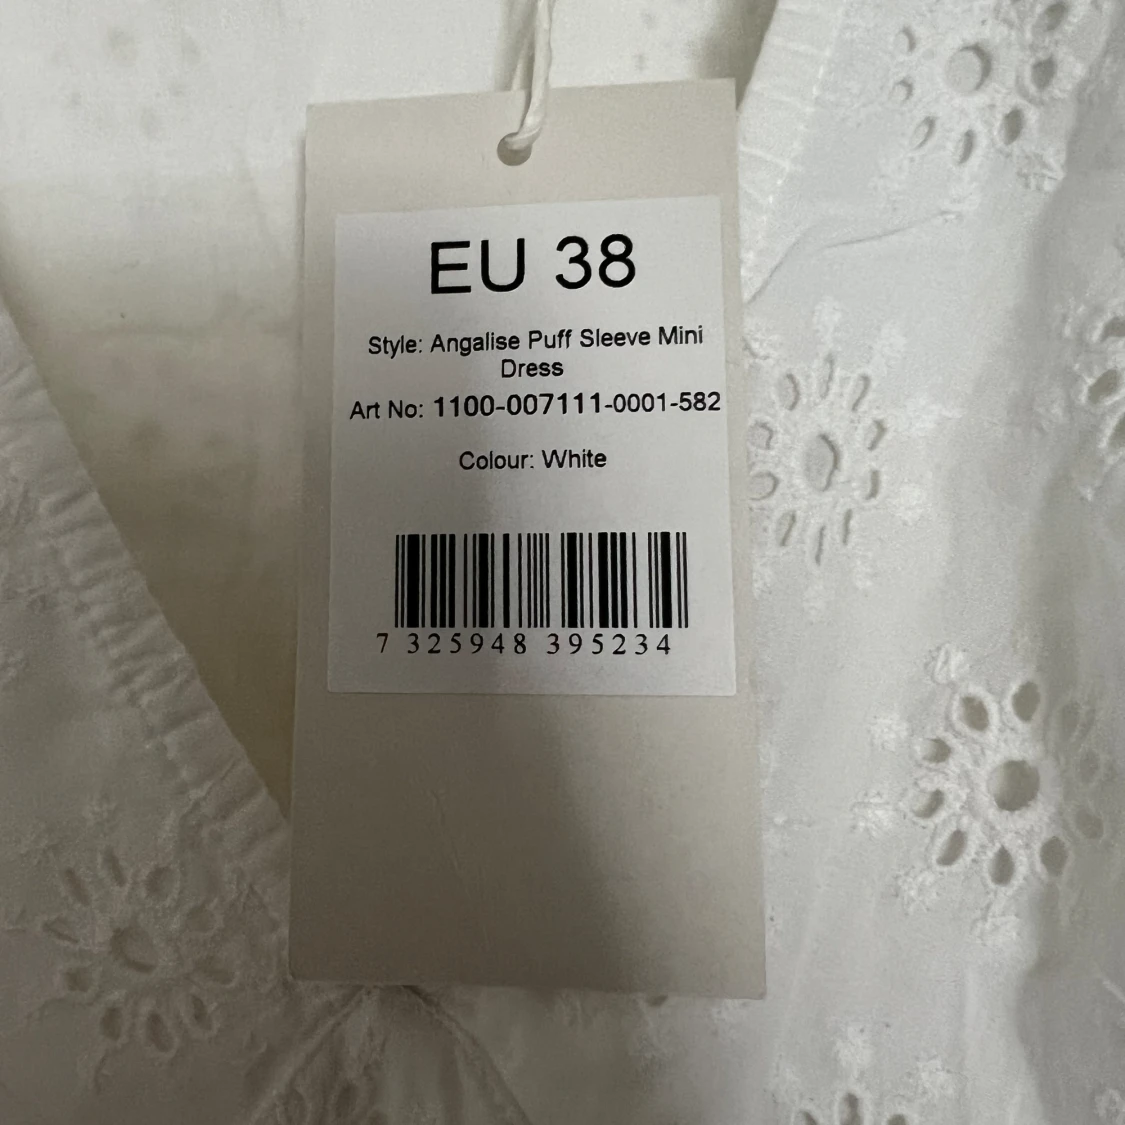 EU 38
Style: Angalise Puff Sleeve Mini
Dress
Art No: 1100-007111-0001-582
Colour: White
7 325948 395234